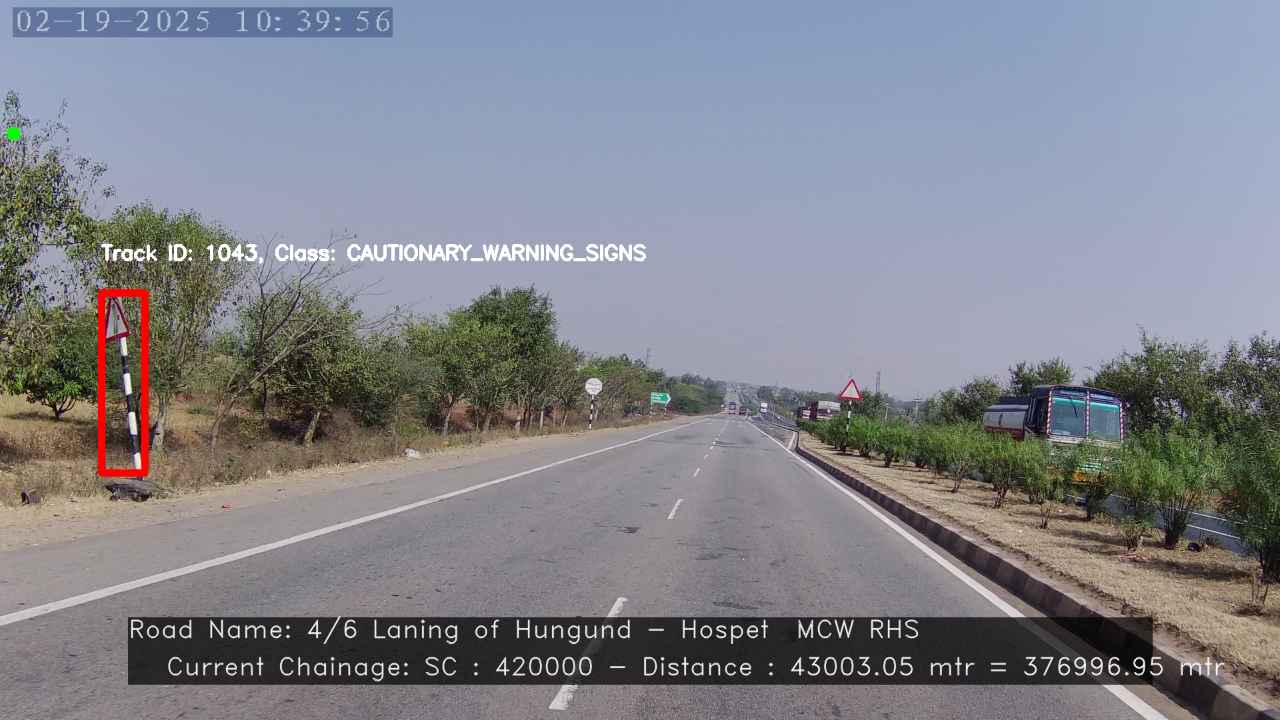 02-19-2025 10:39:56
Track ID: 1043, Class: CAUTIONARY_WARNING_SIGNS
Road Name: 4/6 Laning of Hungund - Hospet MCW RHS
Current Chainage: SC : 420000 - Distance : 43003.05 mtr = 376996.95 mtr